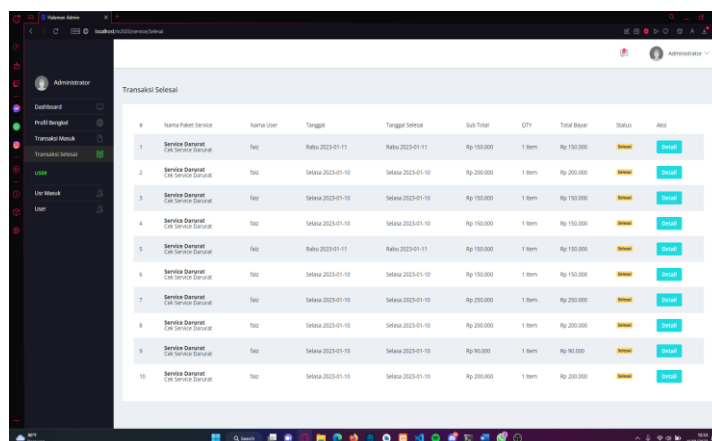 Halaman Admin
localhost/m2020/service/Selesai
Administrator
Administrator
Dashboard
Profil Bengkel
Transaksi Masuk
Transaksi Selesai
USER
Usr Masuk
User
Transaksi Selesai
# Nama Paket Service Nama User Tanggal Tanggal Selesai Sub Total QTY Total Bayar Status Aksi
1 Service Darurat faiz Rabu 2023-01-11 Rabu 2023-01-11 Rp 150.000 1 Item Rp 150.000 Selesai Detail
Cek Service Darurat
2 Service Darurat faiz Selasa 2023-01-10 Selasa 2023-01-10 Rp 200.000 1 Item Rp 200.000 Selesai Detail
Cek Service Darurat
3 Service Darurat faiz Selasa 2023-01-10 Selasa 2023-01-10 Rp 150.000 1 Item Rp 150.000 Selesai Detail
Cek Service Darurat
4 Service Darurat faiz Selasa 2023-01-10 Selasa 2023-01-10 Rp 150.000 1 Item Rp 150.000 Selesai Detail
Cek Service Darurat
5 Service Darurat faiz Rabu 2023-01-11 Rabu 2023-01-11 Rp 150.000 1 Item Rp 150.000 Selesai Detail
Cek Service Darurat
6 Service Darurat faiz Selasa 2023-01-10 Selasa 2023-01-10 Rp 150.000 1 Item Rp 150.000 Selesai Detail
Cek Service Darurat
7 Service Darurat faiz Selasa 2023-01-10 Selasa 2023-01-10 Rp 250.000 1 Item Rp 250.000 Selesai Detail
Cek Service Darurat
8 Service Darurat faiz Selasa 2023-01-10 Selasa 2023-01-10 Rp 200.000 1 Item Rp 200.000 Selesai Detail
Cek Service Darurat
9 Service Darurat faiz Selasa 2023-01-10 Selasa 2023-01-10 Rp 90.000 1 Item Rp 90.000 Selesai Detail
Cek Service Darurat
10 Service Darurat faiz Selasa 2023-01-10 Selasa 2023-01-10 Rp 200.000 1 Item Rp 200.000 Selesai Detail
Cek Service Darurat
Search